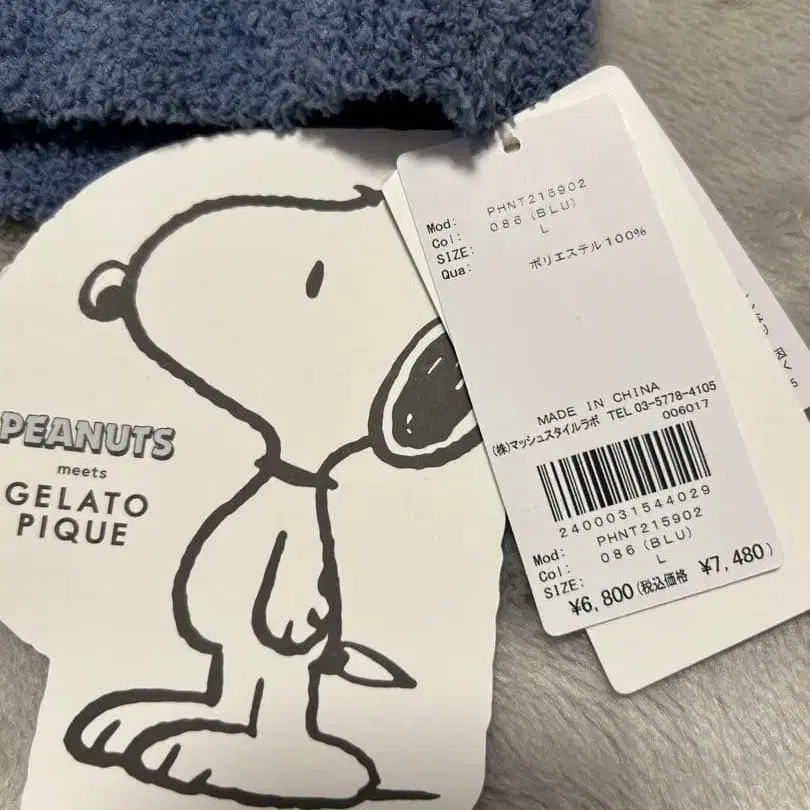 PEANUTS
meets
GELATO
PIQUE
Mod: PHNT215902
Col: 086 (BLU)
SIZE: L
Qua: ポリエステル100%
MADE IN CHINA
(株)マッシュスタイルラボ TEL 03-5778-4105
006017
2400031544029
Mod: PHNT215902
Col: 086 (BLU)
SIZE: L
¥6,800(税込価格 ¥7,480)